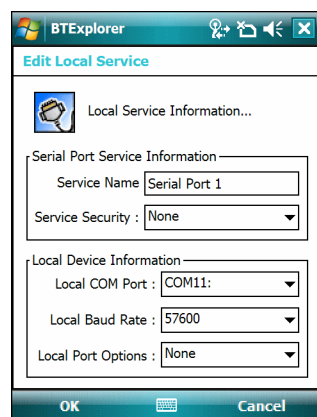 BTExplorer
Edit Local Service
Local Service Information...
Serial Port Service Information
Service Name Serial Port 1
Service Security : None
Local Device Information
Local COM Port : COM11:
Local Baud Rate : 57600
Local Port Options : None
OK Cancel